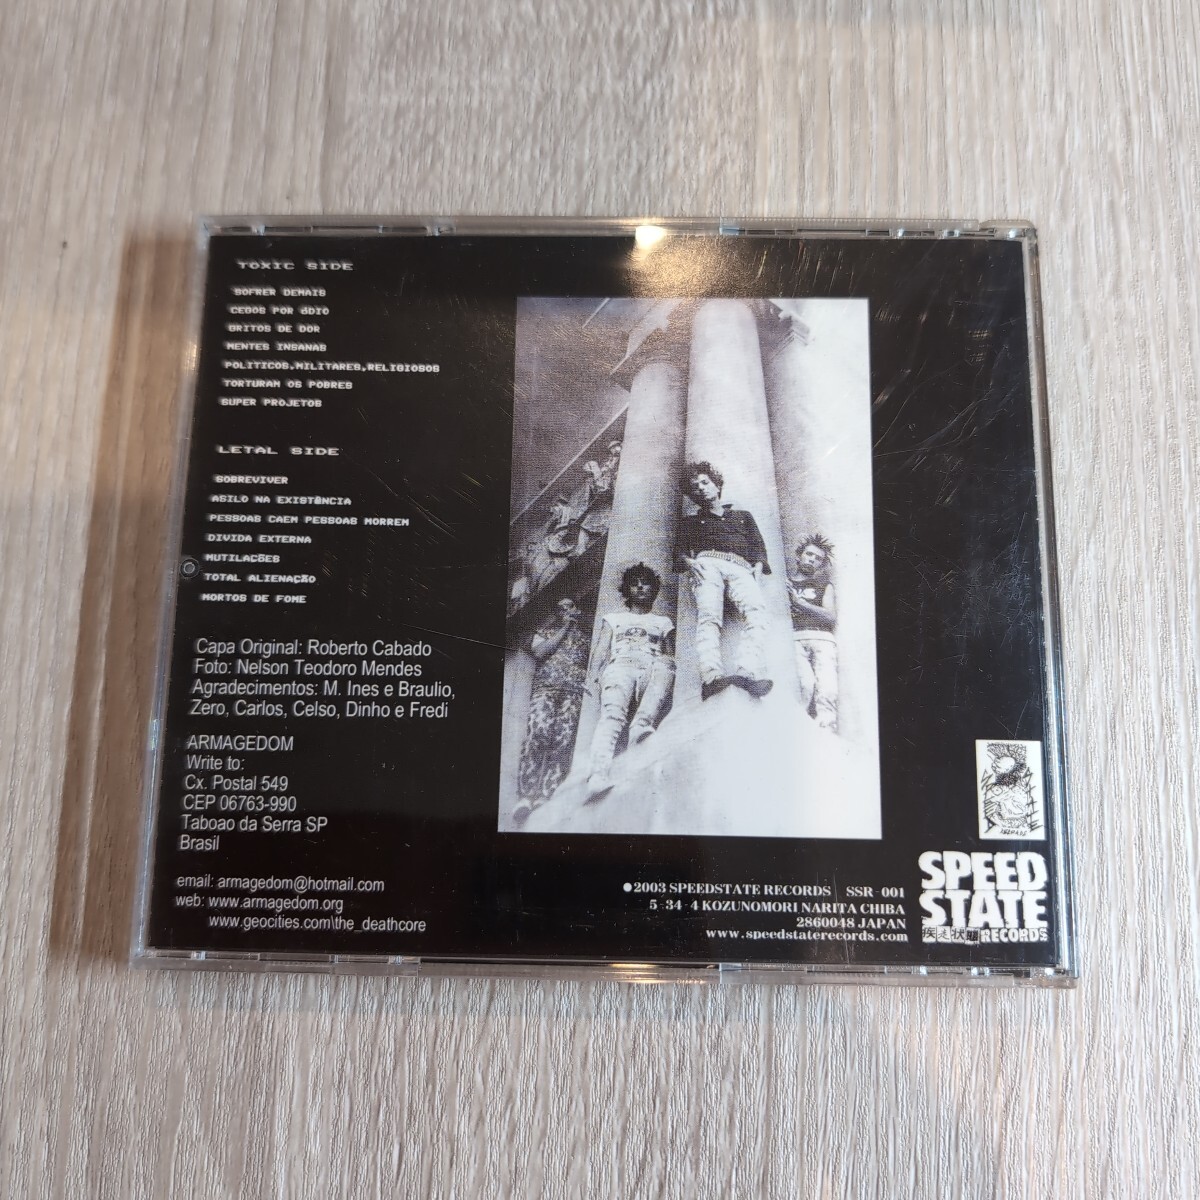 TOXIC SIDE
SOFRER DEMAIS
CEGOS POR óDIO
GRITOS DE DOR
MENTES INSANAS
POLITICOS,MILITARES,RELIGIOSOS
TORTURAM OS POBRES
SUPER PROJETOS
LETAL SIDE
SOBREVIVER
ASILO NA EXISTÊNCIA
PESSOAS CAEM PESSOAS MORREM
DIVIDA EXTERNA
MUTILAÇÕES
TOTAL ALIENAÇÃO
MORTOS DE FOME
Capa Original: Roberto Cabado
Foto: Nelson Teodoro Mendes
Agradecimentos: M. Ines e Braulio,
Zero, Carlos, Celso, Dinho e Fredi
ARMAGEDOM
Write to:
Cx. Postal 549
CEP 06763-990
Taboao da Serra SP
Brasil
email: armagedom@hotmail.com
web: www.armagedom.org
www.geocities.com\the_deathcore
●2003 SPEEDSTATE RECORDS SSR-001
5-34-4 KOZUNOMORI NARITA CHIBA
2860048 JAPAN
www.speedstaterecords.com
SPEED
STATE
疾走状態 RECORDS